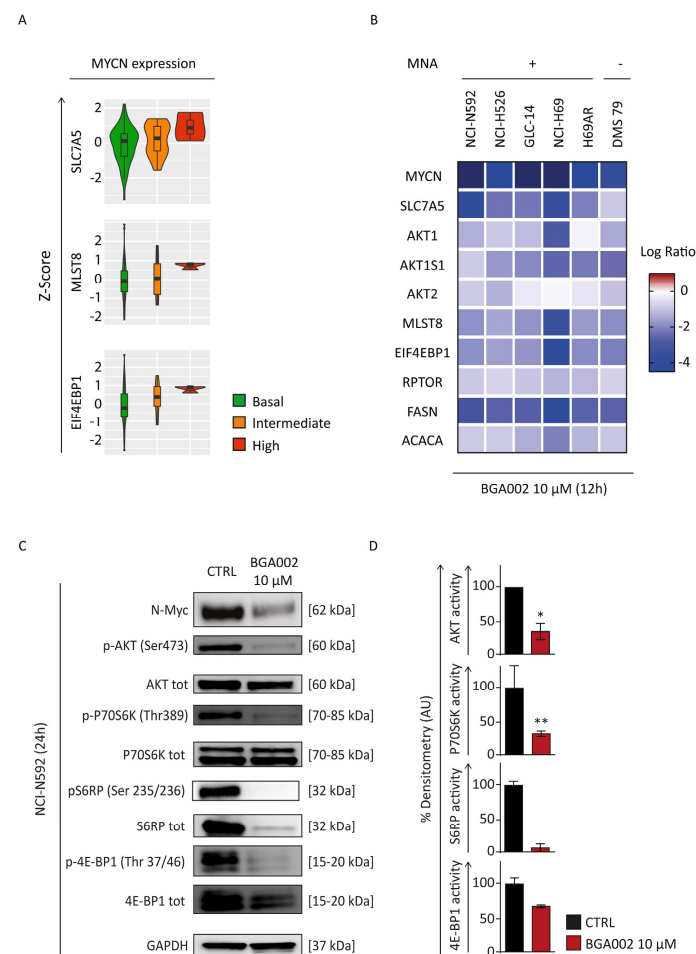 A
MYCN expression
Z-Score
SLC7A5
2
0
-2
MLST8
2
1
0
-1
-2
EIF4EBP1
2
1
0
-1
-2
Basal
Intermediate
High
B
MNA + -
NCI-N592 NCI-H526 GLC-14 NCI-H69 H69AR DMS 79
MYCN
SLC7A5
AKT1
AKT1S1
AKT2
MLST8
EIF4EBP1
RPTOR
FASN
ACACA
Log Ratio
0
-2
-4
BGA002 10 µM (12h)
C
CTRL BGA002
10 µM
NCI-N592 (24h)
N-Myc [62 kDa]
p-AKT (Ser473) [60 kDa]
AKT tot [60 kDa]
p-P70S6K (Thr389) [70-85 kDa]
P70S6K tot [70-85 kDa]
pS6RP (Ser 235/236) [32 kDa]
S6RP tot [32 kDa]
p-4E-BP1 (Thr 37/46) [15-20 kDa]
4E-BP1 tot [15-20 kDa]
GAPDH [37 kDa]
D
% Densitometry (AU)
AKT activity
100
50
0
*
P70S6K activity
100
50
0
**
S6RP activity
100
50
0
4E-BP1 activity
100
50
0
CTRL
BGA002 10 µM